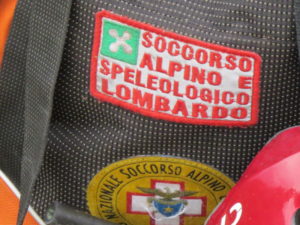 SOCCORSO
ALPINO E
SPELEOLOGICO
LOMBARDO
NAZIONALE SOCCORSO ALPINO